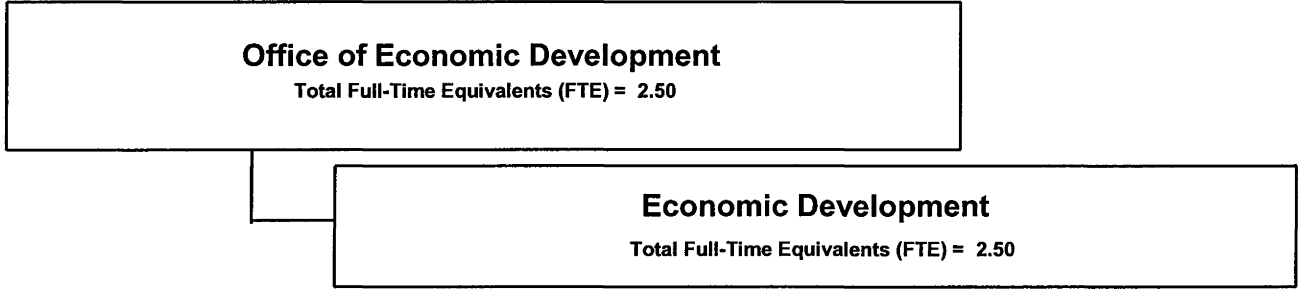 Office of Economic Development
Total Full-Time Equivalents (FTE) = 2.50
Economic Development
Total Full-Time Equivalents (FTE) = 2.50